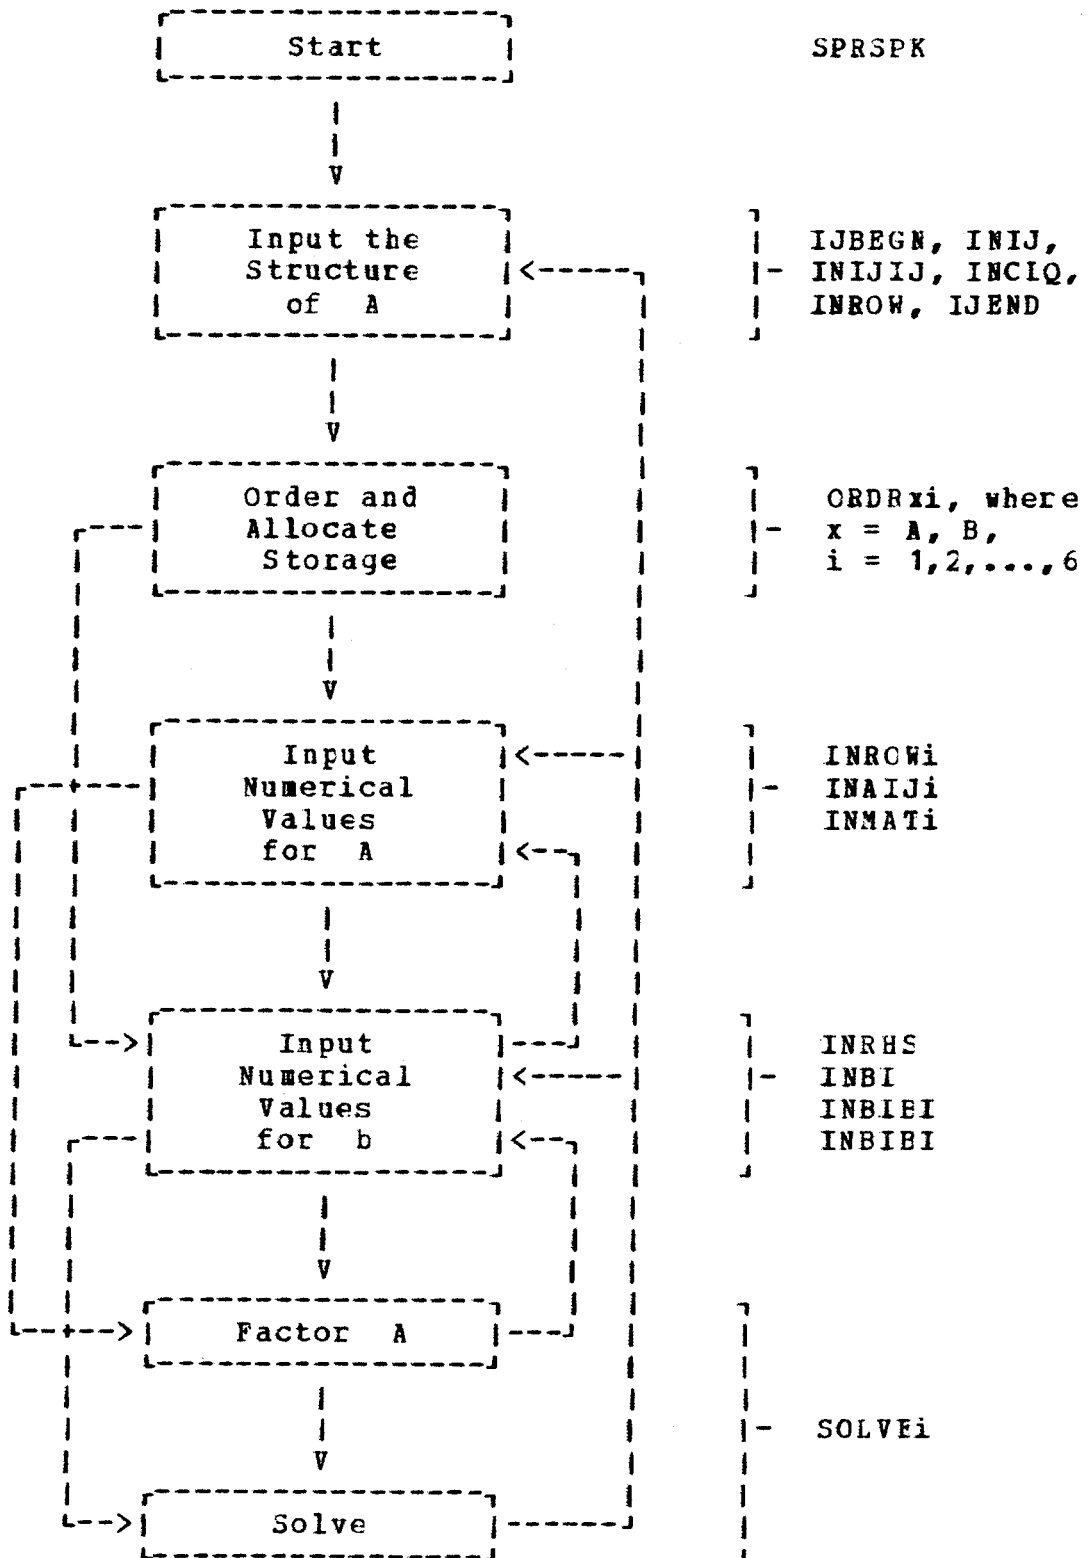 Start
SPRSPK
Input the
Structure
of A
IJBEGN, INIJ,
INIJIJ, INCLQ,
INROW, IJEND
Order and
Allocate
Storage
ORDRxi, where
x = A, B,
i = 1,2,...,6
Input
Numerical
Values
for A
INROWi
INAIJi
INMATi
Input
Numerical
Values
for b
INRHS
INBI
INBIBI
INBIBI
Factor A
SOLVEi
Solve